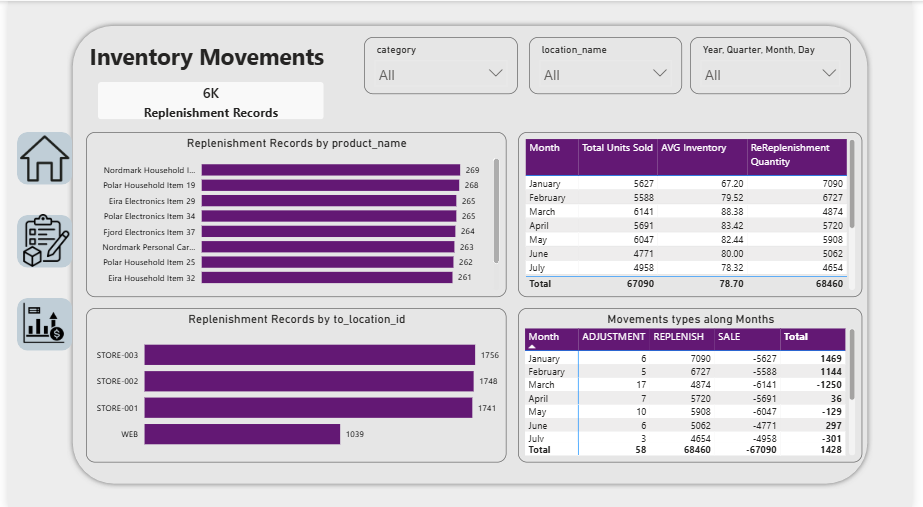 Inventory Movements
category
All
location_name
All
Year, Quarter, Month, Day
All
6K
Replenishment Records
Replenishment Records by product_name
Nordmark Household I... 269
Polar Household Item 19 268
Eira Electronics Item 29 265
Polar Electronics Item 34 265
Fjord Electronics Item 37 264
Nordmark Personal Car... 263
Polar Household Item 25 262
Eira Household Item 32 261
Month Total Units Sold AVG Inventory ReReplenishment
Quantity
January 5627 67.20 7090
February 5588 79.52 6727
March 6141 88.38 4874
April 5691 83.42 5720
May 6047 82.44 5908
June 4771 80.00 5062
July 4958 78.32 4654
Total 67090 78.70 68460
Replenishment Records by to_location_id
STORE-003 1756
STORE-002 1748
STORE-001 1741
WEB 1039
Movements types along Months
Month ADJUSTMENT REPLENISH SALE Total
January 6 7090 -5627 1469
February 5 6727 -5588 1144
March 17 4874 -6141 -1250
April 7 5720 -5691 36
May 10 5908 -6047 -129
June 6 5062 -4771 297
July 3 4654 -4958 -301
Total 58 68460 -67090 1428